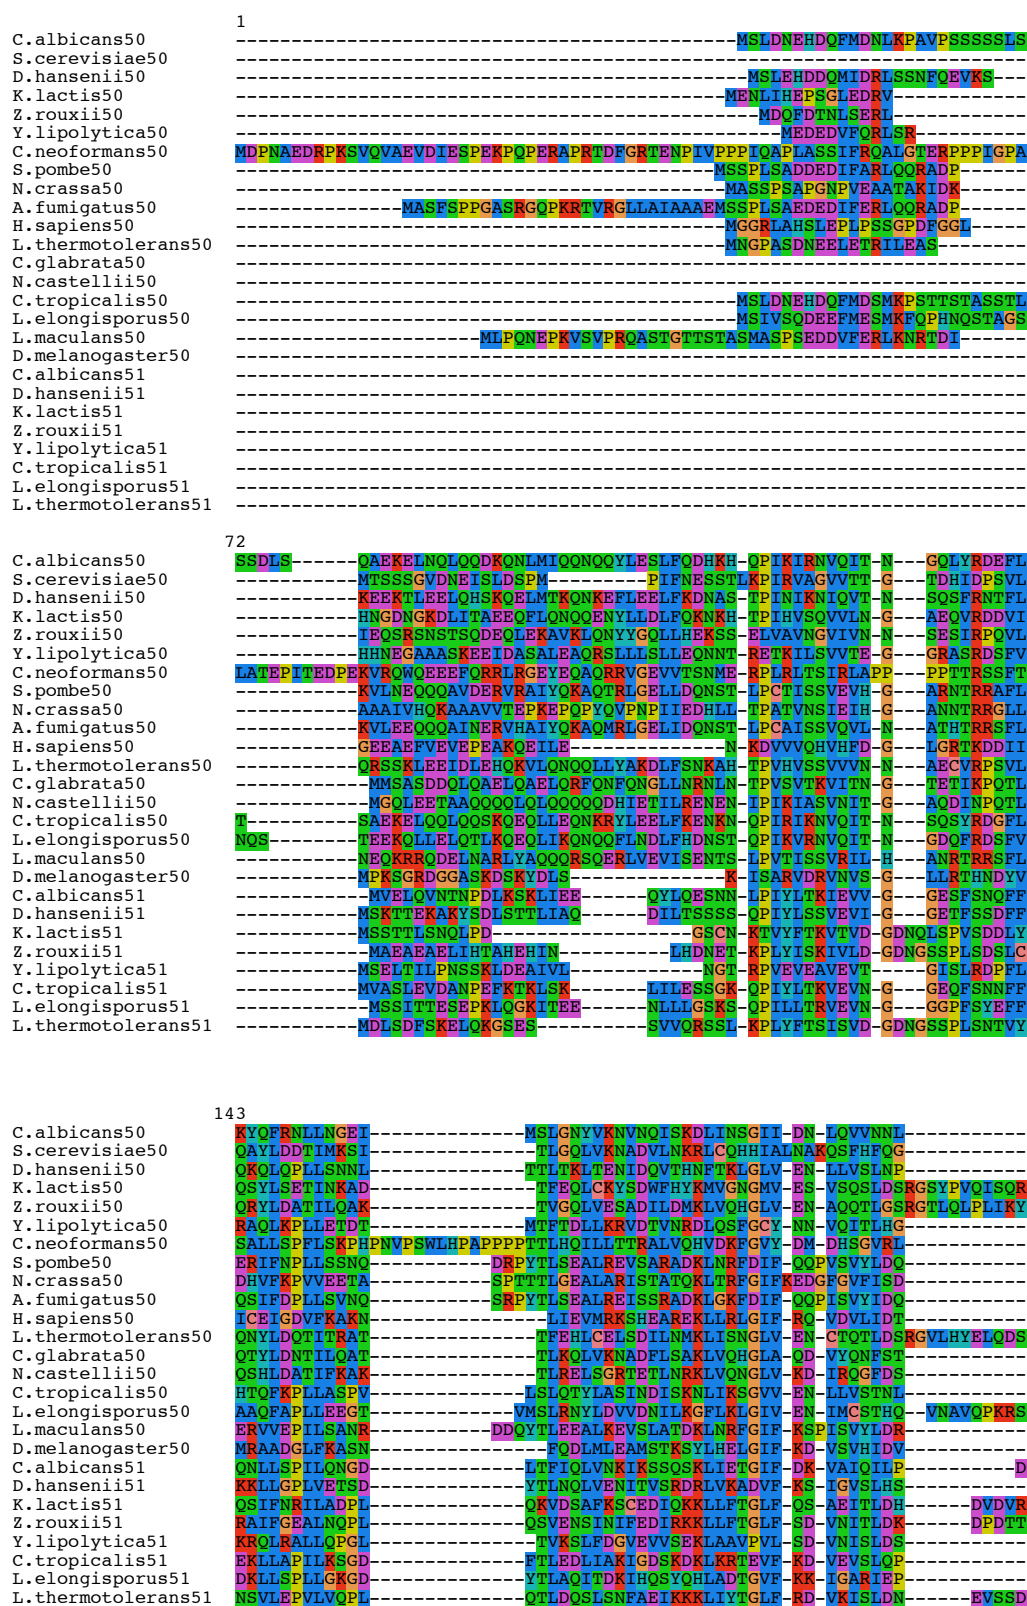 1
C.albicans50 MSLDNEHDQFMDNLKPAVPSSSSSLS
S.cerevisiae50
D.hansenii50 MSLEHDDQMIDRLSSNFQEVKS
K.lactis50 MENLIHEPSGLEDRV
Z.rouxii50 MDQFDTNLSERL
Y.lipolytica50 MEDEDVFQRLSR
C.neoformans50 MDPNAEDRPKSVQVAEVDIESPEKPQPERAPRTDFGRTENPIVPPPIQAPLASSIFRQALGTERPPPIGPA
S.pombe50 MSSPLSADDEDIFARLQQRADP
N.crassa50 MASSPSAPGNPVEAATAKIDK
A.fumigatus50 MASFSPPGASRGQPKRTVRGLLAIAAAEMSSPLSAEDEDIFERLQQRADP
H.sapiens50 MGGRLAHSLEPLPSSGPDFGGL
L.thermotolerans50 MNGPASDNEELETRILEAS
C.glabrata50
N.castellii50
C.tropicalis50 MSLDNEHDQFMDSMKPSTTSTASSTL
L.elongisporus50 MSIVSQDEEFMESMKFQPHNQSTAGS
L.maculans50 MLPQNEPKVSVPRQASTGTTSTASMASPSEDDVFERLKNRTDI
D.melanogaster50
C.albicans51
D.hansenii51
K.lactis51
Z.rouxii51
Y.lipolytica51
C.tropicalis51
L.elongisporus51
L.thermotolerans51
72
C.albicans50 SSDLS-------QAEKELNQLQQDKQNLMIQQNQQYLESLFQDHKH-QPIKIRNVQIT-N---GQLYRDEFL
S.cerevisiae50 MTSSSGVDNEISLDSPM---------PIFNESSTLKPIRVAGVVTT-G---TDHIDPSVL
D.hansenii50 KEEKTLEELQHSKQELMTKQNKEFLEELFKDNAS-TPINIKNIQVT-N---SQSFRNTFL
K.lactis50 HNGDNGKDLITAEEQFLQNQQENYLLDLFQKNKH-TPIHVSQVVLN-G---AEQVRDDVI
Z.rouxii50 IEQSRSNSTSQDEQLEKAVKLQNYYGQLLHEKSS-ELVAVNGVIVN-N---SESIRPQVL
Y.lipolytica50 HHNEGAAASKEEIDASALEAQRSLLLSLLEQNNT-RETKILSVVTE-G---GRASRDSFV
C.neoformans50 LATEPITEDPEKVRQWQEEEFQRRLRGEYEQAQRRVGEVVTSNME-RPLRLTSIRLAPP---PPTTRSSFT
S.pombe50 KVLNEQQQAVDERVRAIYQKAQTRLGELLDQNST-LPCTISSVEVH-G---ARNTRRAFL
N.crassa50 AAAIVHQKAAAVVTEPKEPQPYQVPNPIIEDHLL-TPATVNSIEIH-G---ANNTRRGLL
A.fumigatus50 KVLEEQQQAINERVHAIYQKAQMRLGELIDQNST-LPCAISSVQVL-N---ATHTRRSFL
H.sapiens50 GEEAEFVEVEPEAKQEILE--------------N-KDVVVQHVHFD-G---LGRTKDDII
L.thermotolerans50 QRSSKLEEIDLEHQKVLQNQQLLYAKDLFSNKAH-TPVHVSSVVVN-N---AECVRPSVL
C.glabrata50 MMSASDDQLQAELQAELQRFQNFQNGLLNRNLN-TPVSVTKVITNG---TETIKPQTL
N.castellii50 MGQLEETAAQQQQLQLQQQQQDHIETILRENEN-IPIKIASVNIT-G---AQDINPQTL
C.tropicalis50 T-----------SAEKELQQLQQSKQEQLLEQNKRYLEELFKENKN-QPIRIKNVQIT-N---SQSYRDGFL
L.elongisporus50 NQS---------TEEKQLLELQTLKQEQLIKQNQQFLNDLFHDNST-QPIKVRNVQIT-N---GDQFRDSFV
L.maculans50 NEQKRRQDELNARLYAQQQRSQERLVEVISENTS-LPVTISSVRIL-H---ANRTRRSFL
D.melanogaster50 MPKSGRDGGASKDSKYDLS--------------K-ISARVDRVNVS-G---LLRTHNDYV
C.albicans51 MVELQVNTNPDLKSKLIEE------QYLQESNN-LPIYLTKIEVV-G---GESFSNQFF
D.hansenii51 MSKTTEKAKYSDLSTTLIAQ------DILTSSSS-QPIYLSSVEVI-G---GETFSSDFF
K.lactis51 MSSTTLSNQLPD------------------GSCN-KTVYFTKVTVD-GDNQLSPVSDDLY
Z.rouxii51 MAEAEAELIHTAHEHIN----------LHDNET-KPLYISKIVLD-GDNGSSPLSDSLC
Y.lipolytica51 MSELTILPNSSKLDEAIVL------------NGT-RPVEVEAVEVT-----GISLRDPFL
C.tropicalis51 MVASLEVDANPEFKTKLSK-------LILESSGK-QPIYLTKVEVN-G---GEQFSNNFF
L.elongisporus51 MSSITTESEPKLQGKITEE------NLLLGSKS-QPILLTRVEVN-G---GGPFSYEFF
L.thermotolerans51 MDLSDFSKELQKGSES----------SVVQRSSL-KPLYFTSISVD-GDNGSSPLSNTVY
143
C.albicans50 KYQFRNLLNGEI--------------MSLGNYVKNVNQISKDLINSGII-DN-LQVVNNL
S.cerevisiae50 QAYLDDTIMKSI---------------TLGQLVKNADVLNKRLCQHHIALNAKQSFHFQG
D.hansenii50 QKQLQPLLSNNL--------------TTLTKLTENIDQVTHNFTKLGLV-EN-LLVSLNP
K.lactis50 QSYLSETINKAD---------------TFEQLCKYSDWFHYKMVGNGMV-ES-VSQSLDSRGSYPVQISQR
Z.rouxii50 QRYLDATILQAK---------------TVGQLVESADILDMKLVQHGLV-EN-AQQTLGSRGTLQLPLIKY
Y.lipolytica50 RAQLKPLLETDT--------------MTFTDLLKRVDTVNRDLQSFGCY-NN-VQITLHG
C.neoformans50 SALLSPFLSKPHPNVPSWLHPAPPPPTTLHQILLTTRALVQHVDKFGVY-DM-DHSGVRL
S.pombe50 ERIFNPLLSSNQ-----------DRPYTLSEALREVSARADKLNRFDIF-QQPVSVYLDQ
N.crassa50 DHVFKPVVEETA-----------SPTTTLGEALARISTATQKLTRFGIFKEDGFGVFISD
A.fumigatus50 QSIFDPLLSVNQ-----------SRPYTLSEALREISSRADKLGKFDIF-QQPISVYIDQ
H.sapiens50 ICEIGDVFKAKN---------------LIEVMRKSHEAREKLLRLGIF-RQ-VDVLIDT
L.thermotolerans50 QNYLDQTITRAT---------------TFEHLCELSDILNMKLISNGLV-EN-CTQTLDSRGVLHYELQDS
C.glabrata50 QTYLDNTILQAT---------------TLKQLVKNADFLSAKLVQHGLA-QD-VYQNFST
N.castellii50 QSHLDATIFKAK---------------TLRELSGRTETLNRKLVQNGLV-KD-IRQGFDS
C.tropicalis50 HTQFKPLLASPV--------------LSLQTYLASINDISKNLIKSGVV-EN-LLVSTNL
L.elongisporus50 AAQFAPLLEEGT-------------VMSLRNYLDVVDNILKGFLKLGIV-EN-IMCSTHQ--VNAVQPKRS
L.maculans50 ERVVEPILSANR-----------DDQYTLEEALKEVSLATDKLNRFGIF-KSPISVYLDR
D.melanogaster50 MRAADGLFKASN----------------FQDLMLEAMSTKSYLHELGIF-KD-VSVHIDV
C.albicans51 QNLLSPILQNGD--------------LTFIQLVNKIKSSQSKLIETGIF-DK-VAIQILP----------D
D.hansenii51 KKLLGPLVETSD--------------YTLNQLVENITVSRDRLVKADVF-KS-IGVSLHS
K.lactis51 QSIFNRILADPL--------------QKVDSAFKSCEDIQKKLLFTGLF-QS-AEITLDH------DVDVR
Z.rouxii51 RAIFGEALNQPL--------------QSVENSINIFEDIRKKLLFTGLF-SD-VNITLDK------DPDTT
Y.lipolytica51 KRQLRALLQPGL--------------TVKSLFDGVEVVSEKLAAVPVL-SD-VNISLDS
C.tropicalis51 EKLLAPILKSGD--------------FTLEDLIAKIGDSKDKLKRTEVF-KD-VEVSLQP
L.elongisporus51 DKLLSPLLGKGD--------------YTLAQITDKIHQSYQHLADTGVF-KK-IGARIEP
L.thermotolerans51 NSVLEPVLVQPL--------------QTLDQSLSNFAEIKKKLIYTGLF-RD-VKISLDN------EVSSD